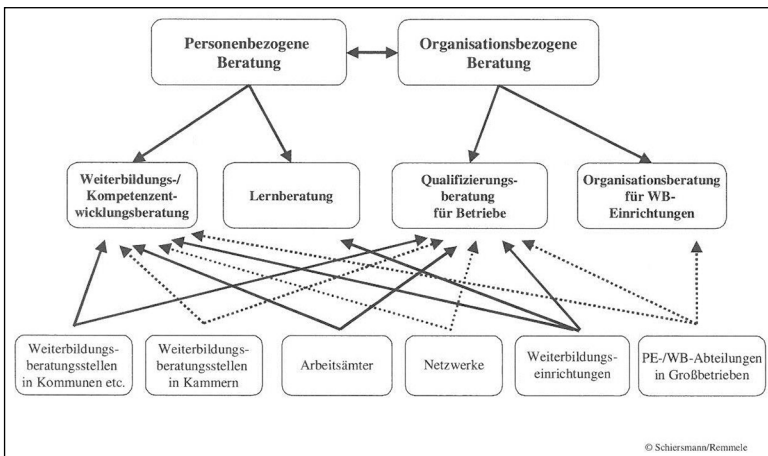 Personenbezogene
Beratung
Organisationsbezogene
Beratung
Weiterbildungs-/
Kompetenzent-
wicklungsberatung
Lernberatung
Qualifizierungs-
beratung
für Betriebe
Organisationsberatung
für WB-
Einrichtungen
Weiterbildungs-
beratungsstellen
in Kommunen etc.
Weiterbildungs-
beratungsstellen
in Kammern
Arbeitsämter
Netzwerke
Weiterbildungs-
einrichtungen
PE-/WB-Abteilungen
in Großbetrieben
© Schiersmann/Remmele